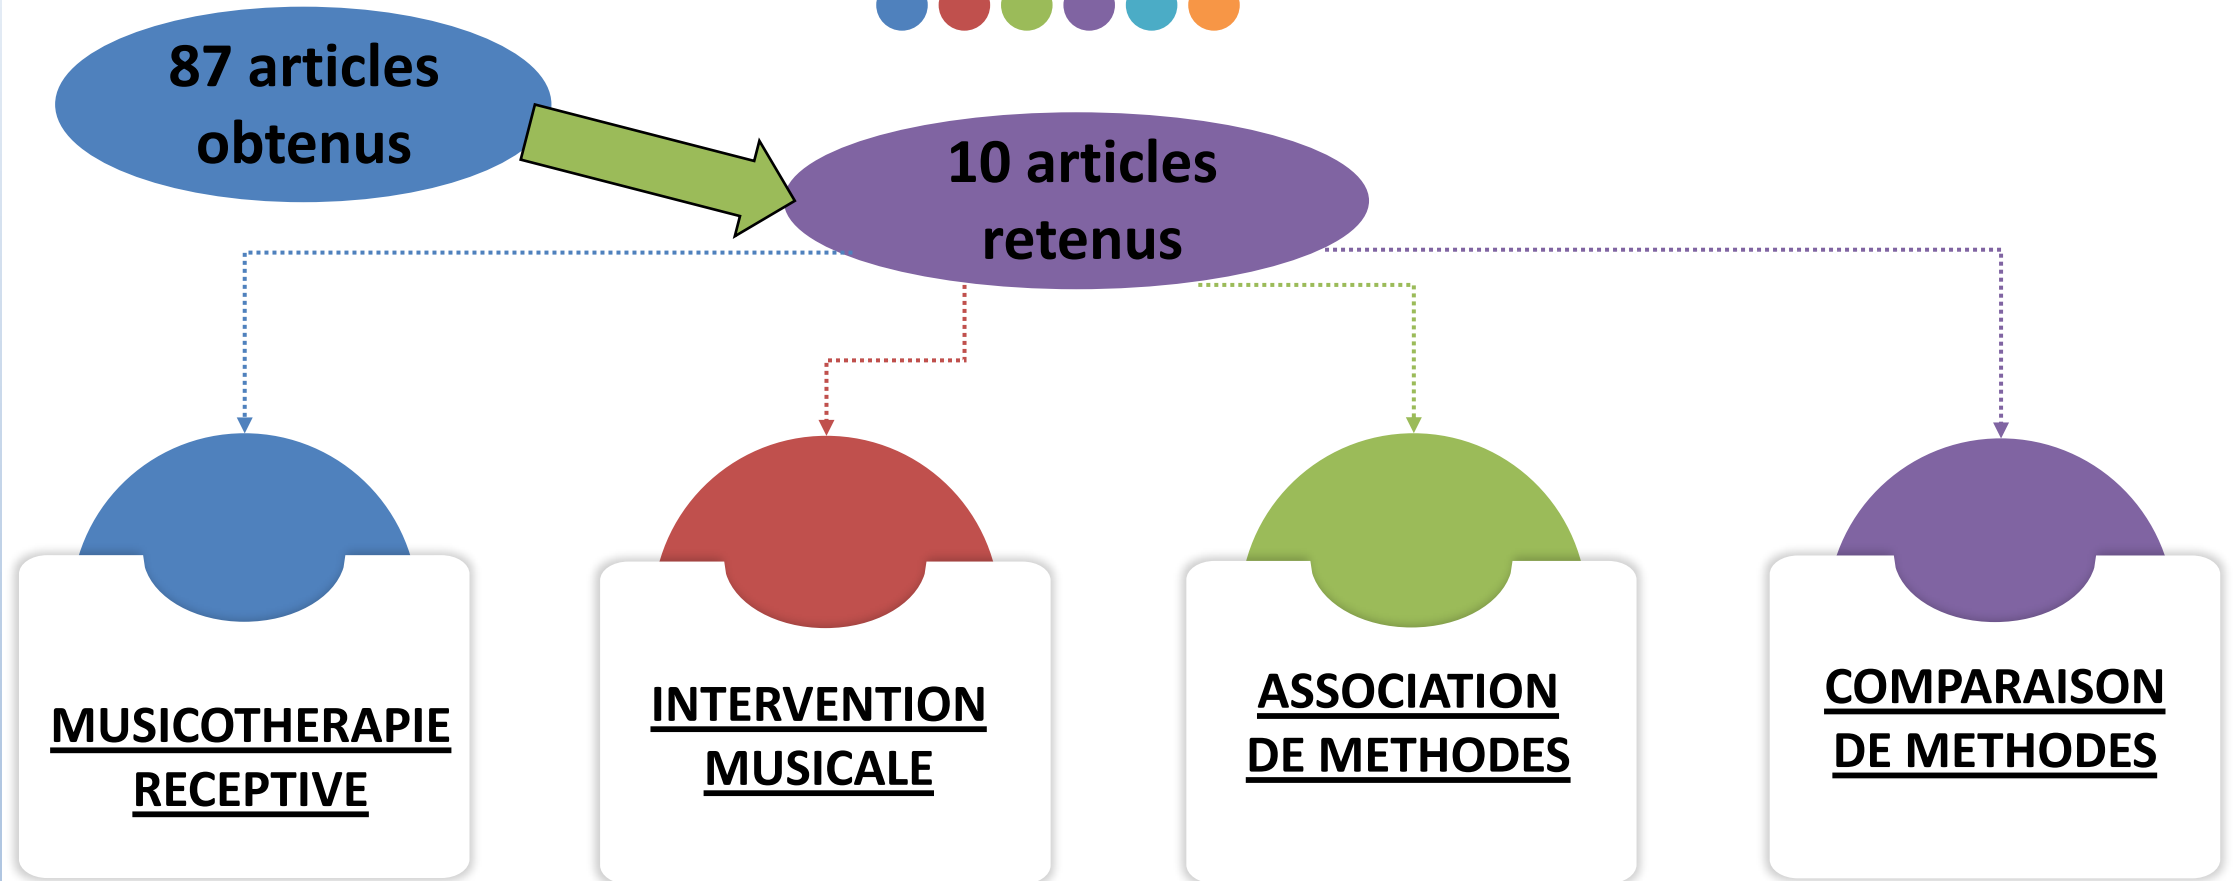 87 articles
obtenus
10 articles
retenus
MUSICOTHERAPIE
RECEPTIVE
INTERVENTION
MUSICALE
ASSOCIATION
DE METHODES
COMPARAISON
DE METHODES